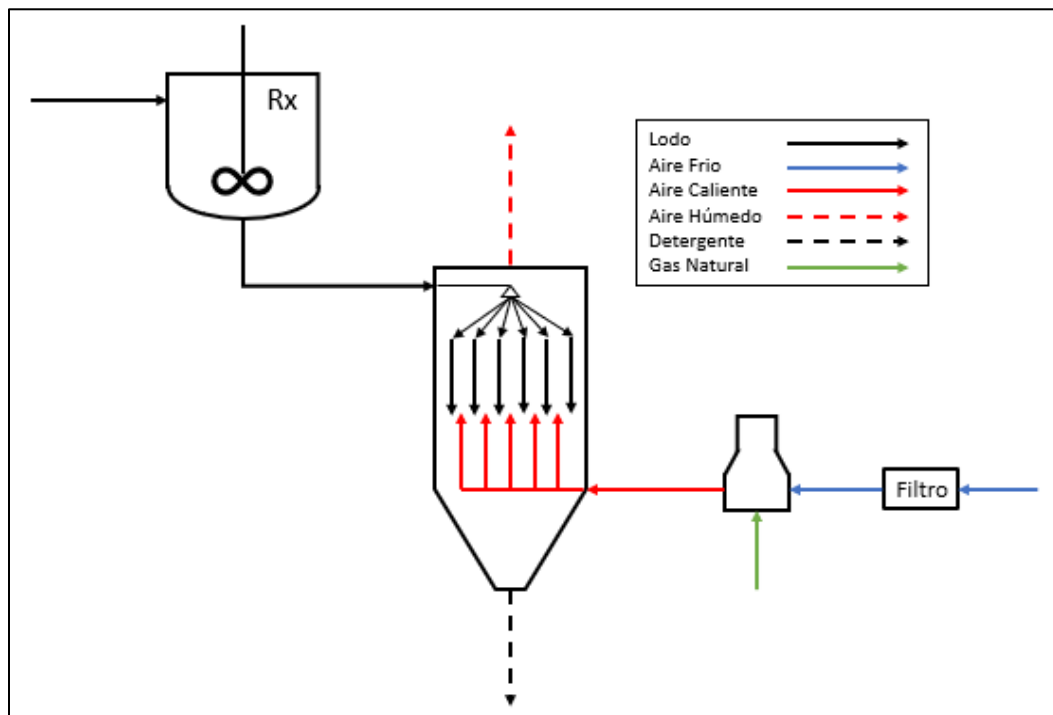 Rx
Lodo
Aire Frio
Aire Caliente
Aire Húmedo
Detergente
Gas Natural
Filtro